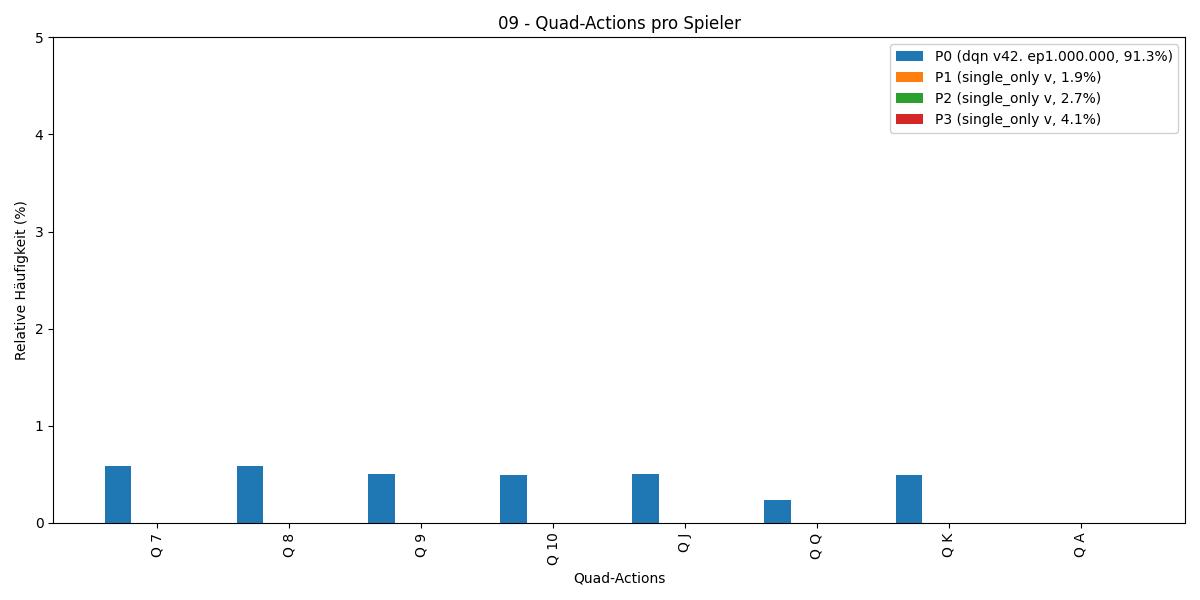 09 - Quad-Actions pro Spieler
P0 (dqn v42. ep1.000.000, 91.3%)
P1 (single_only v, 1.9%)
P2 (single_only v, 2.7%)
P3 (single_only v, 4.1%)
Relative Häufigkeit (%)
5
4
3
2
1
0
Q 7
Q 8
Q 9
Q 10
Q J
Q Q
Q K
Q A
Quad-Actions